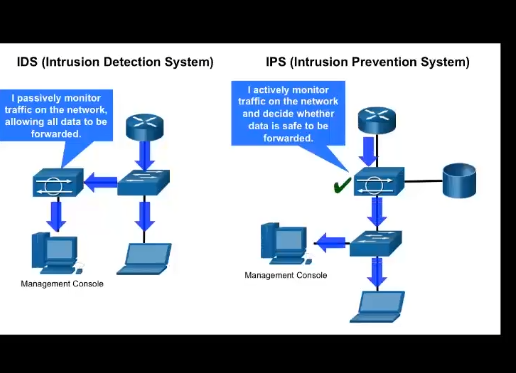 IDS (Intrusion Detection System)
I passively monitor
traffic on the network,
allowing all data to be
forwarded.
Management Console
IPS (Intrusion Prevention System)
I actively monitor
traffic on the network
and decide whether
data is safe to be
forwarded.
Management Console